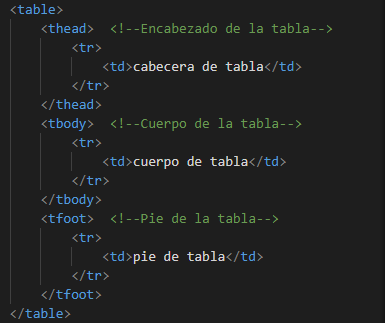 <table>
<thead> <!--Encabezado de la tabla-->
<tr>
<td>cabecera de tabla</td>
</tr>
</thead>
<tbody> <!--Cuerpo de la tabla-->
<tr>
<td>cuerpo de tabla</td>
</tr>
</tbody>
<tfoot> <!--Pie de la tabla-->
<tr>
<td>pie de tabla</td>
</tr>
</tfoot>
</table>